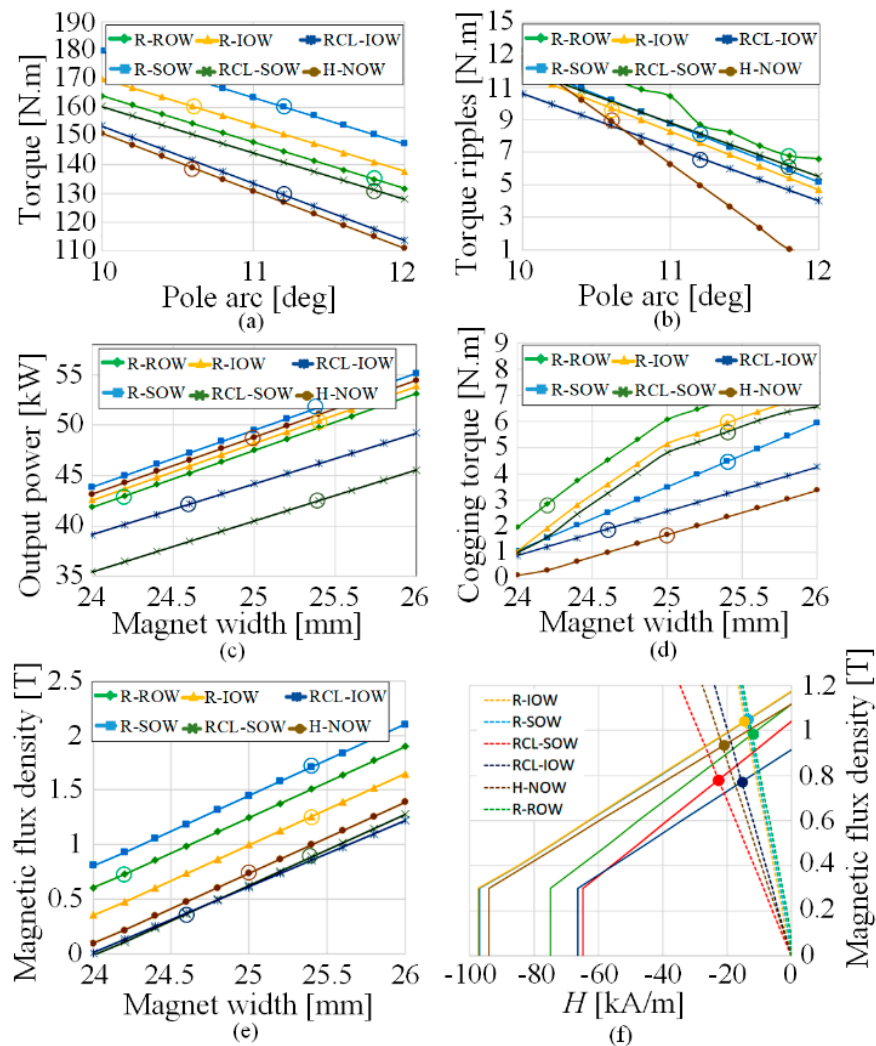 Torque [N.m]
190
180
170
160
150
140
130
120
110
R-ROW R-IOW RCL-IOW
R-SOW RCL-SOW H-NOW
10 11 12
Pole arc [deg]
(a)
Torque ripples [N.m]
15
13
11
9
7
5
3
1
R-ROW R-IOW RCL-IOW
R-SOW RCL-SOW H-NOW
10 11 12
Pole arc [deg]
(b)
Output power [kW]
55
50
45
40
35
R-ROW R-IOW RCL-IOW
R-SOW RCL-SOW H-NOW
24 24.5 25 25.5 26
Magnet width [mm]
(c)
Cogging torque [N.m]
9
8
7
6
5
4
3
2
1
0
R-ROW R-IOW RCL-IOW
R-SOW RCL-SOW H-NOW
24 24.5 25 25.5 26
Magnet width [mm]
(d)
Magnetic flux density [T]
2.5
2
1.5
1
0.5
0
R-ROW R-IOW RCL-IOW
R-SOW RCL-SOW H-NOW
24 24.5 25 25.5 26
Magnet width [mm]
(e)
R-IOW
R-SOW
RCL-SOW
RCL-IOW
H-NOW
R-ROW
1.2
1
0.8
0.6
0.4
0.2
0
Magnetic flux density [T]
-100 -80 -60 -40 -20 0
H [kA/m]
(f)